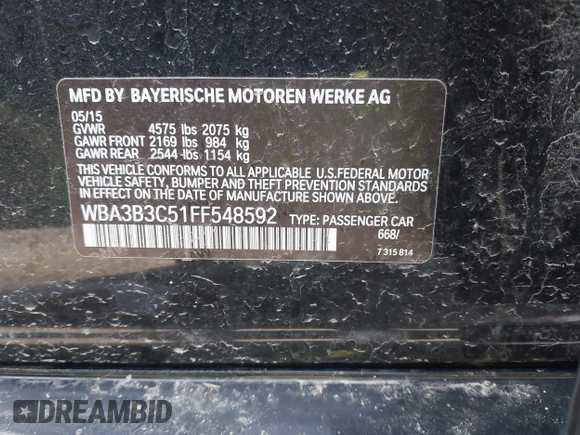 MFD BY BAYERISCHE MOTOREN WERKE AG
05/15
GVWR 4575 lbs 2075 kg
GAWR FRONT 2169 lbs 984 kg
GAWR REAR 2544 lbs 1154 kg
THIS VEHICLE CONFORMS TO ALL APPLICABLE U.S.FEDERAL MOTOR
VEHICLE SAFETY, BUMPER, AND THEFT PREVENTION STANDARDS
IN EFFECT ON THE DATE OF MANUFACTURE SHOWN ABOVE.
WBA3B3C51FF548592 TYPE: PASSENGER CAR
668/
7 315 814
DREAMBID